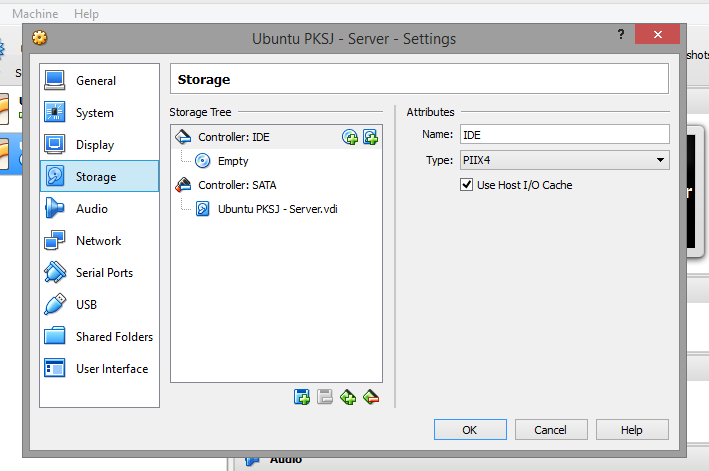 Machine Help
Ubuntu PKSJ - Server - Settings
?
General
System
Display
Storage
Audio
Network
Serial Ports
USB
Shared Folders
User Interface
Storage
Storage Tree
Controller: IDE
Empty
Controller: SATA
Ubuntu PKSJ - Server.vdi
Attributes
Name: IDE
Type: PIIX4
Use Host I/O Cache
OK Cancel Help
Audio